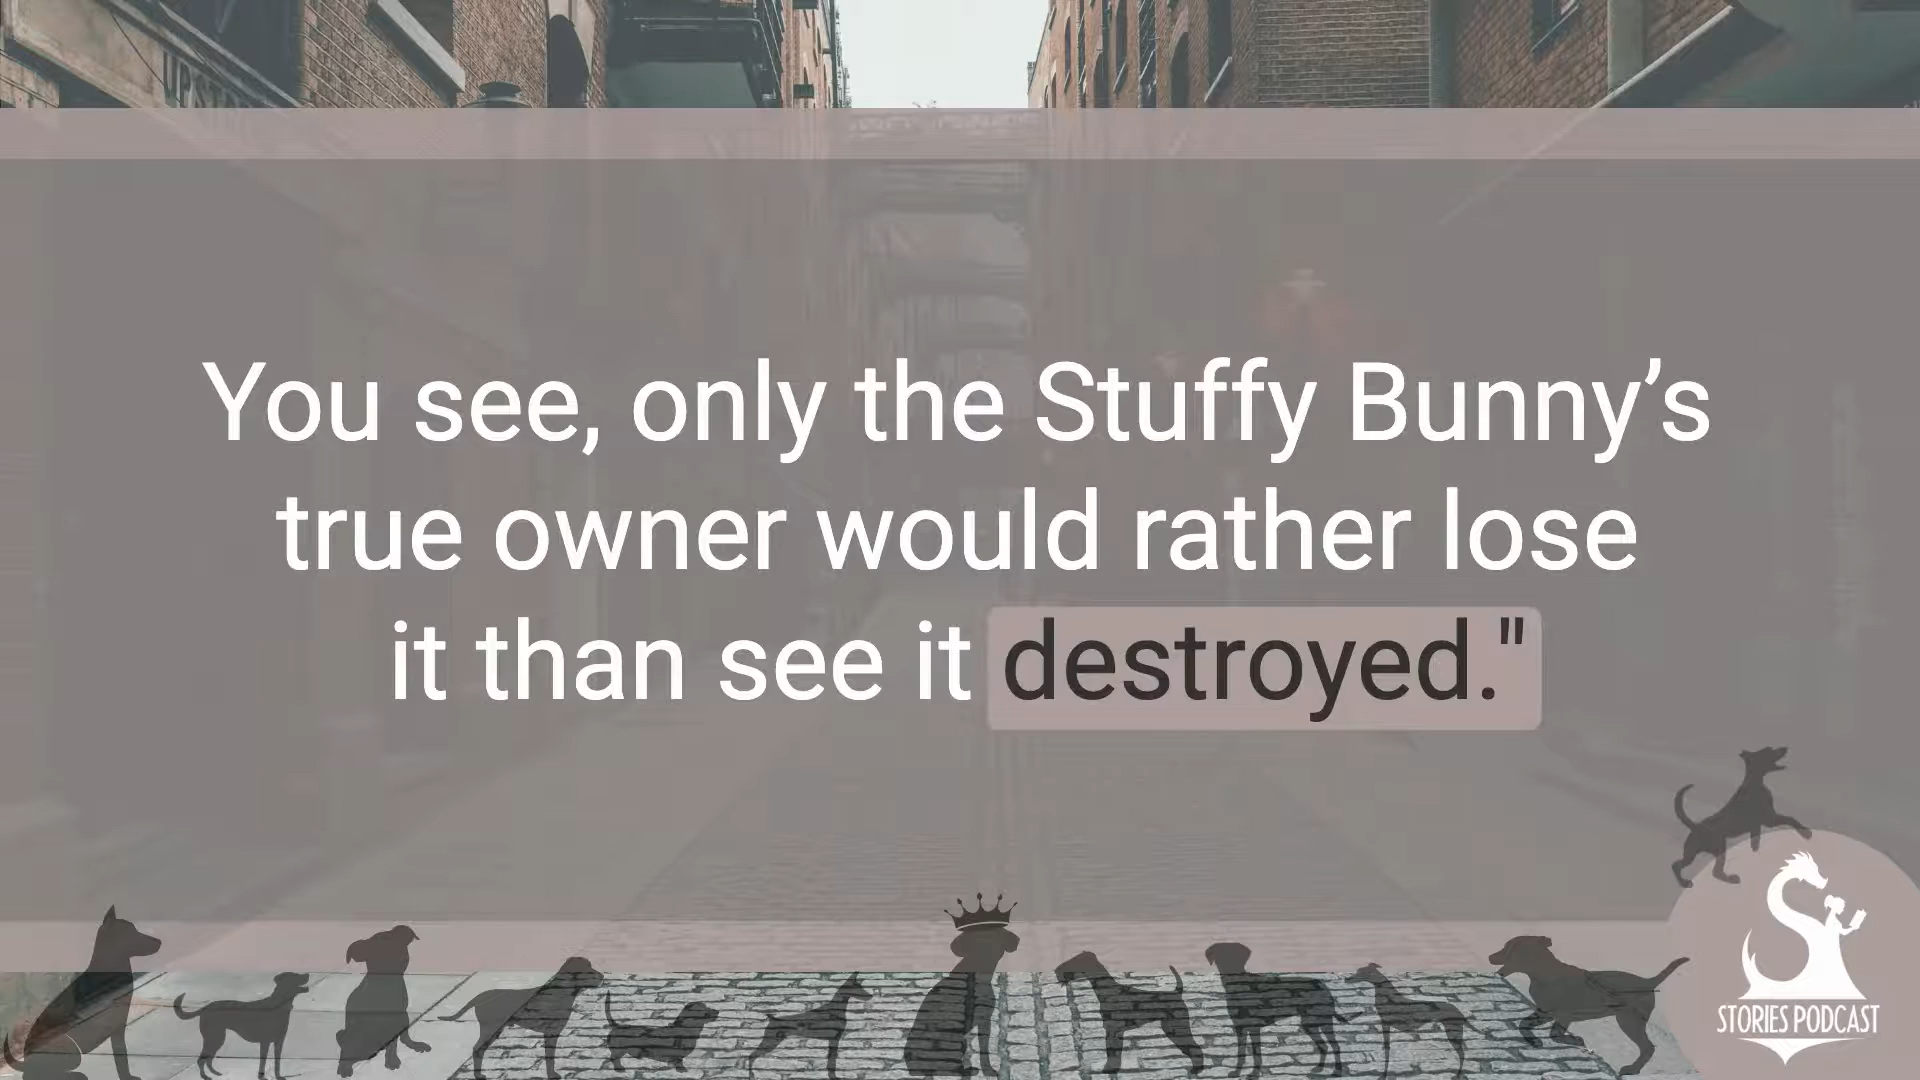 You see, only the Stuffy Bunny’s
true owner would rather lose
it than see it destroyed."
STORIES PODCAST